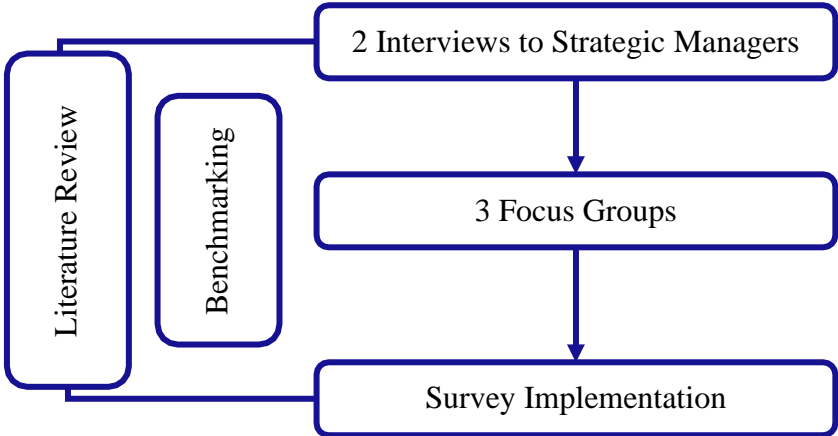 2 Interviews to Strategic Managers
Literature Review
Benchmarking
3 Focus Groups
Survey Implementation